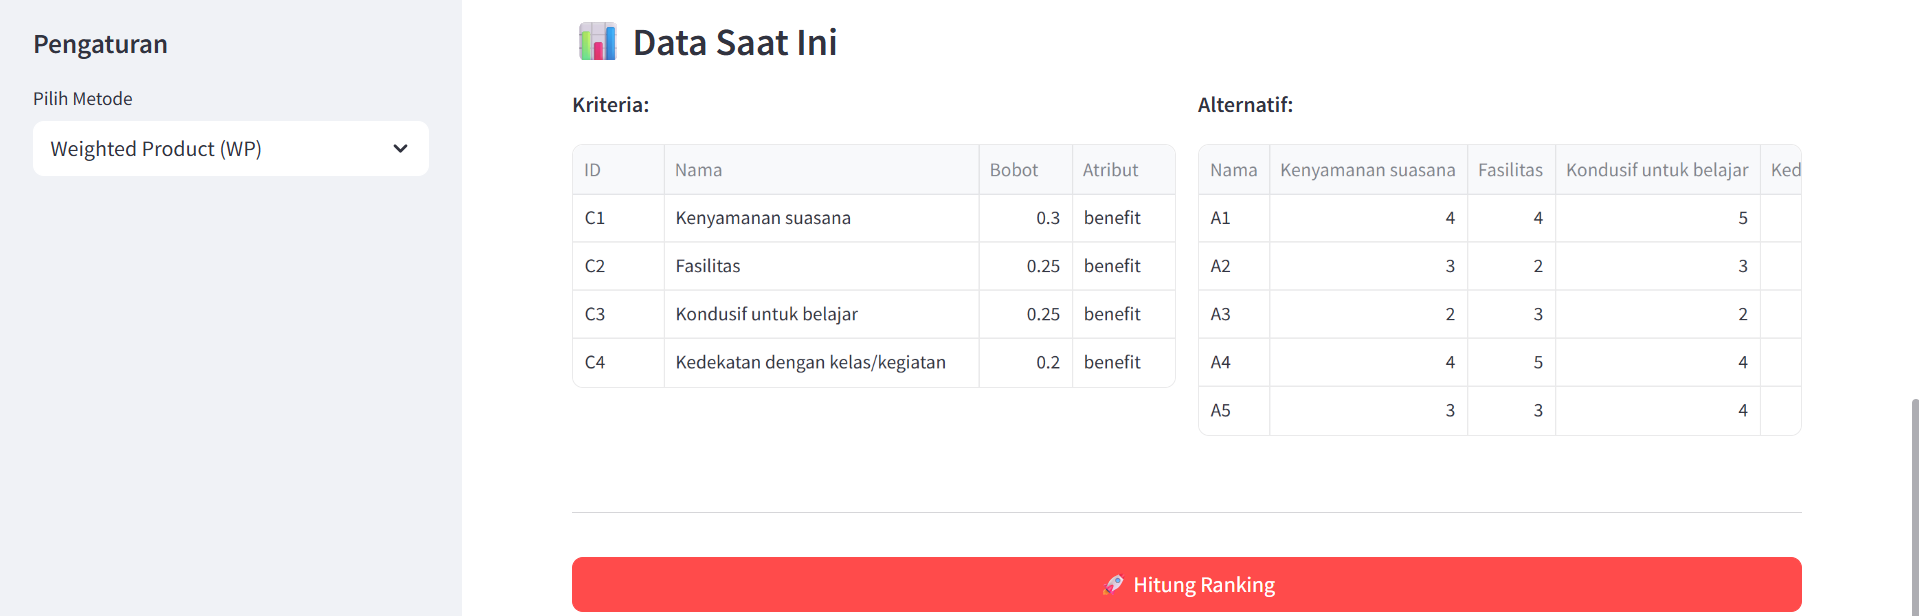 Pengaturan
Pilih Metode
Weighted Product (WP)
Data Saat Ini
Kriteria:
ID Nama Bobot Atribut
C1 Kenyamanan suasana 0.3 benefit
C2 Fasilitas 0.25 benefit
C3 Kondusif untuk belajar 0.25 benefit
C4 Kedekatan dengan kelas/kegiatan 0.2 benefit
Alternatif:
Nama Kenyamanan suasana Fasilitas Kondusif untuk belajar Ked
A1 4 4 5
A2 3 2 3
A3 2 3 2
A4 4 5 4
A5 3 3 4
Hitung Ranking